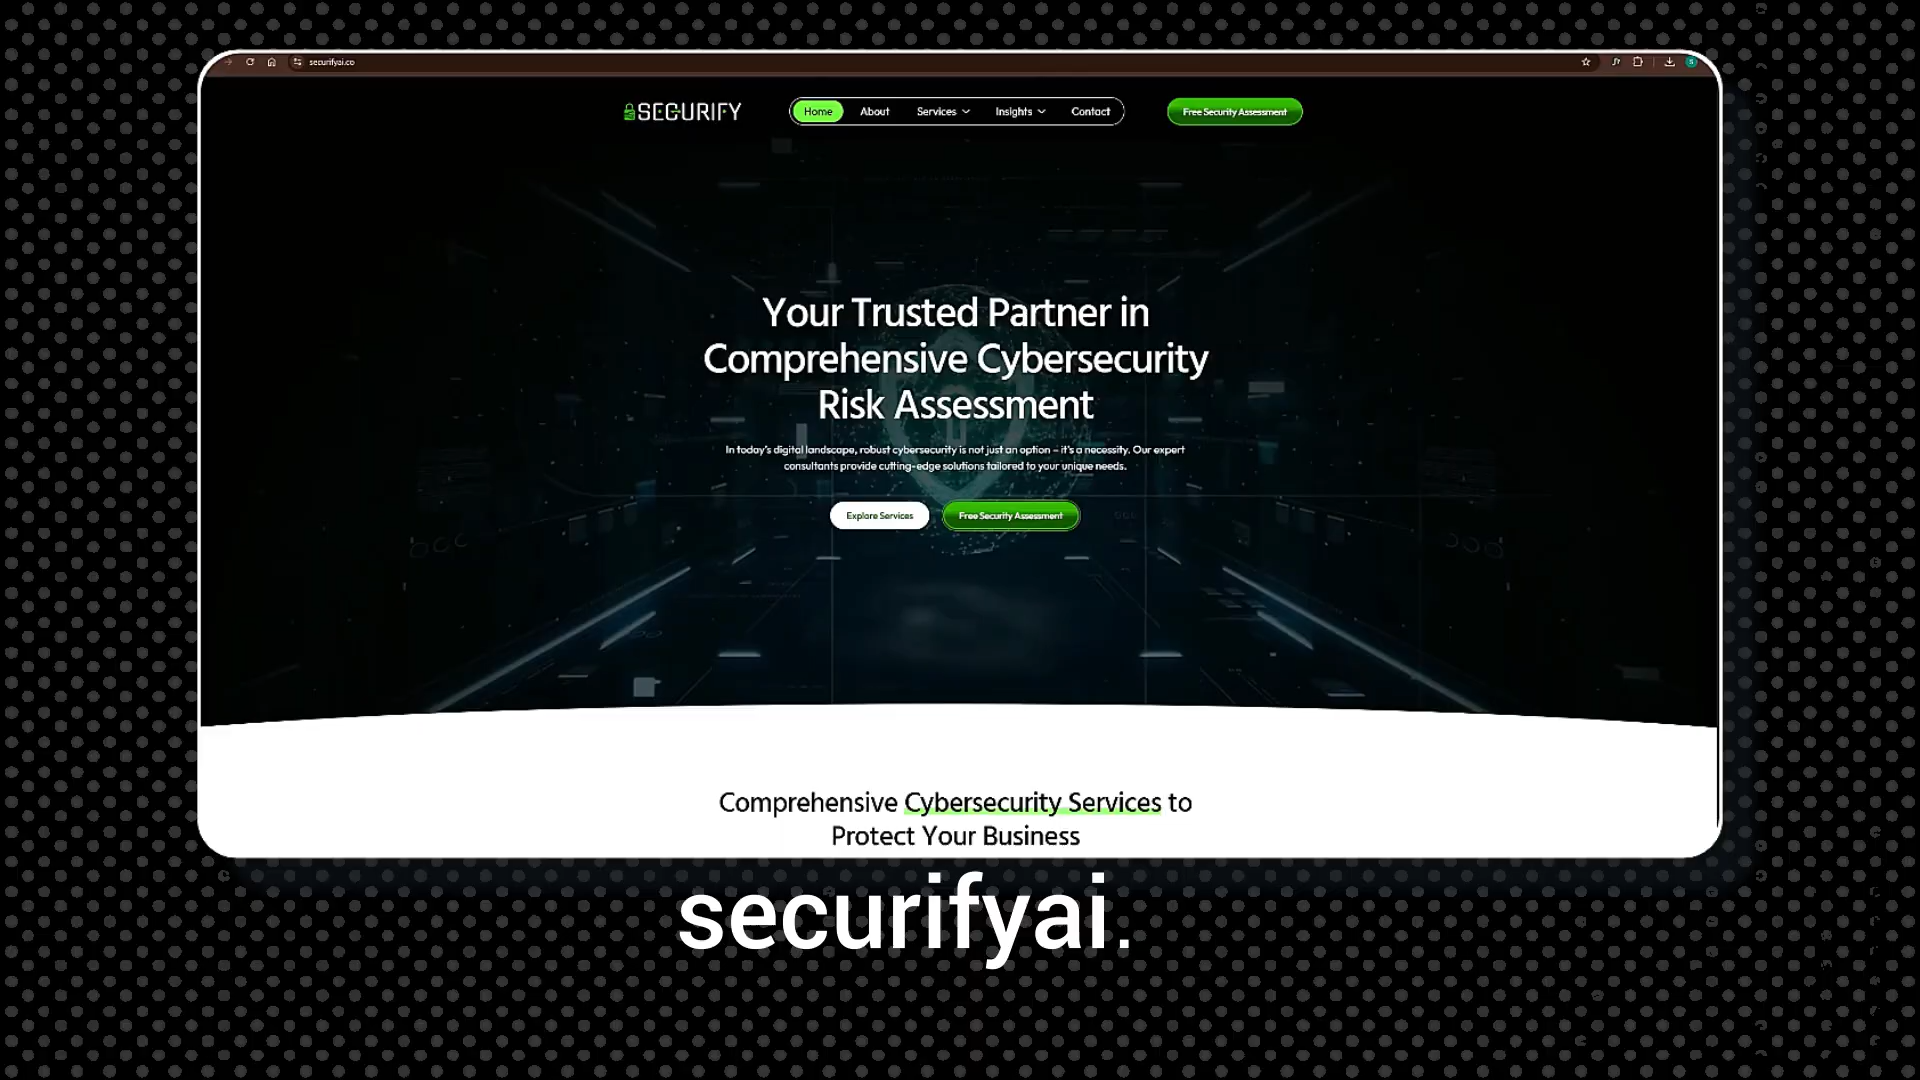 securifyai.co
SECURIFY
Home About Services Insights Contact
Free Security Assessment
Your Trusted Partner in
Comprehensive Cybersecurity
Risk Assessment
In today's digital landscape, robust cybersecurity is not just an option – it's a necessity. Our expert
consultants provide cutting-edge solutions tailored to your unique needs.
Explore Services Free Security Assessment
Comprehensive Cybersecurity Services to
Protect Your Business
securifyai.